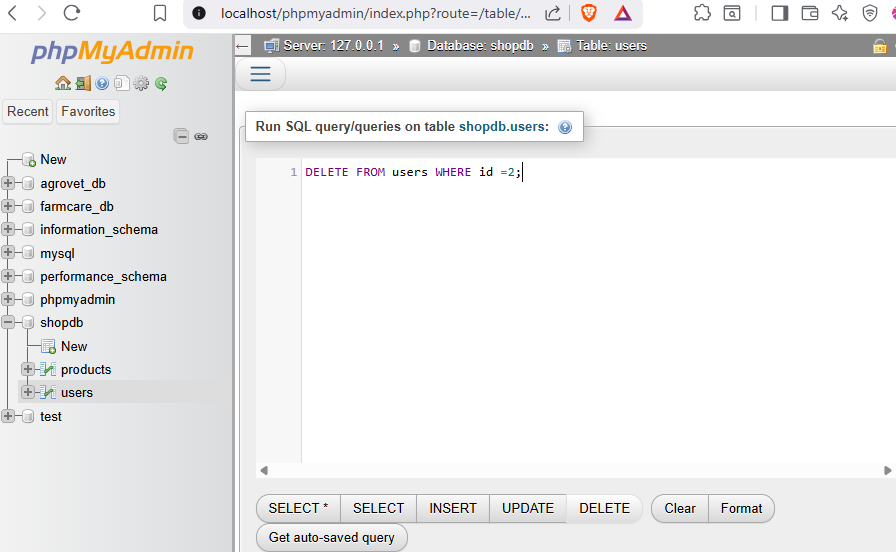 localhost/phpmyadmin/index.php?route=/table/...
phpMyAdmin
Recent Favorites
New
agrovet_db
farmcare_db
information_schema
mysql
performance_schema
phpmyadmin
shopdb
New
products
users
test
Server: 127.0.0.1 » Database: shopdb » Table: users
Run SQL query/queries on table shopdb.users:
1 DELETE FROM users WHERE id =2;
SELECT * SELECT INSERT UPDATE DELETE Clear Format
Get auto-saved query